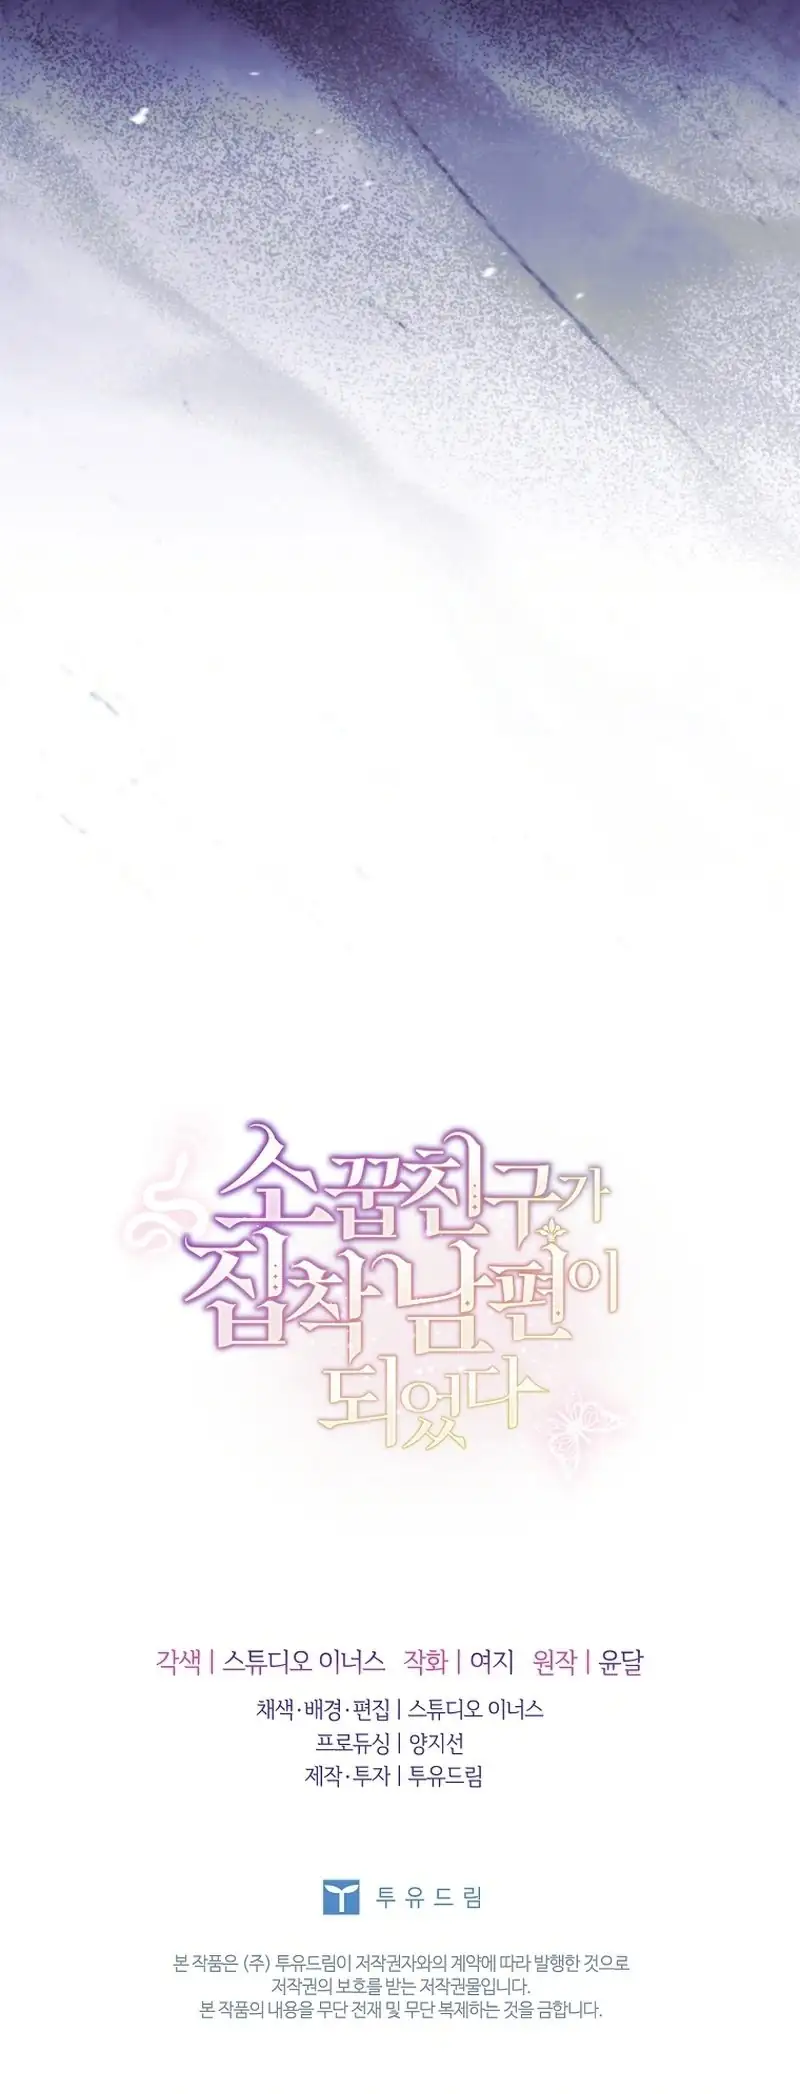 소꿉친구가
집착 남편이
되었다
각색 | 스튜디오 이너스 작화 | 여지 원작 | 윤달
채색·배경·편집 | 스튜디오 이너스
프로듀싱 | 양지선
제작·투자 | 투유드림
투유드림
본 작품은 (주) 투유드림이 저작권자와의 계약에 따라 발행한 것으로
저작권의 보호를 받는 저작권물입니다.
본 작품의 내용을 무단 전재 및 무단 복제하는 것을 금합니다.